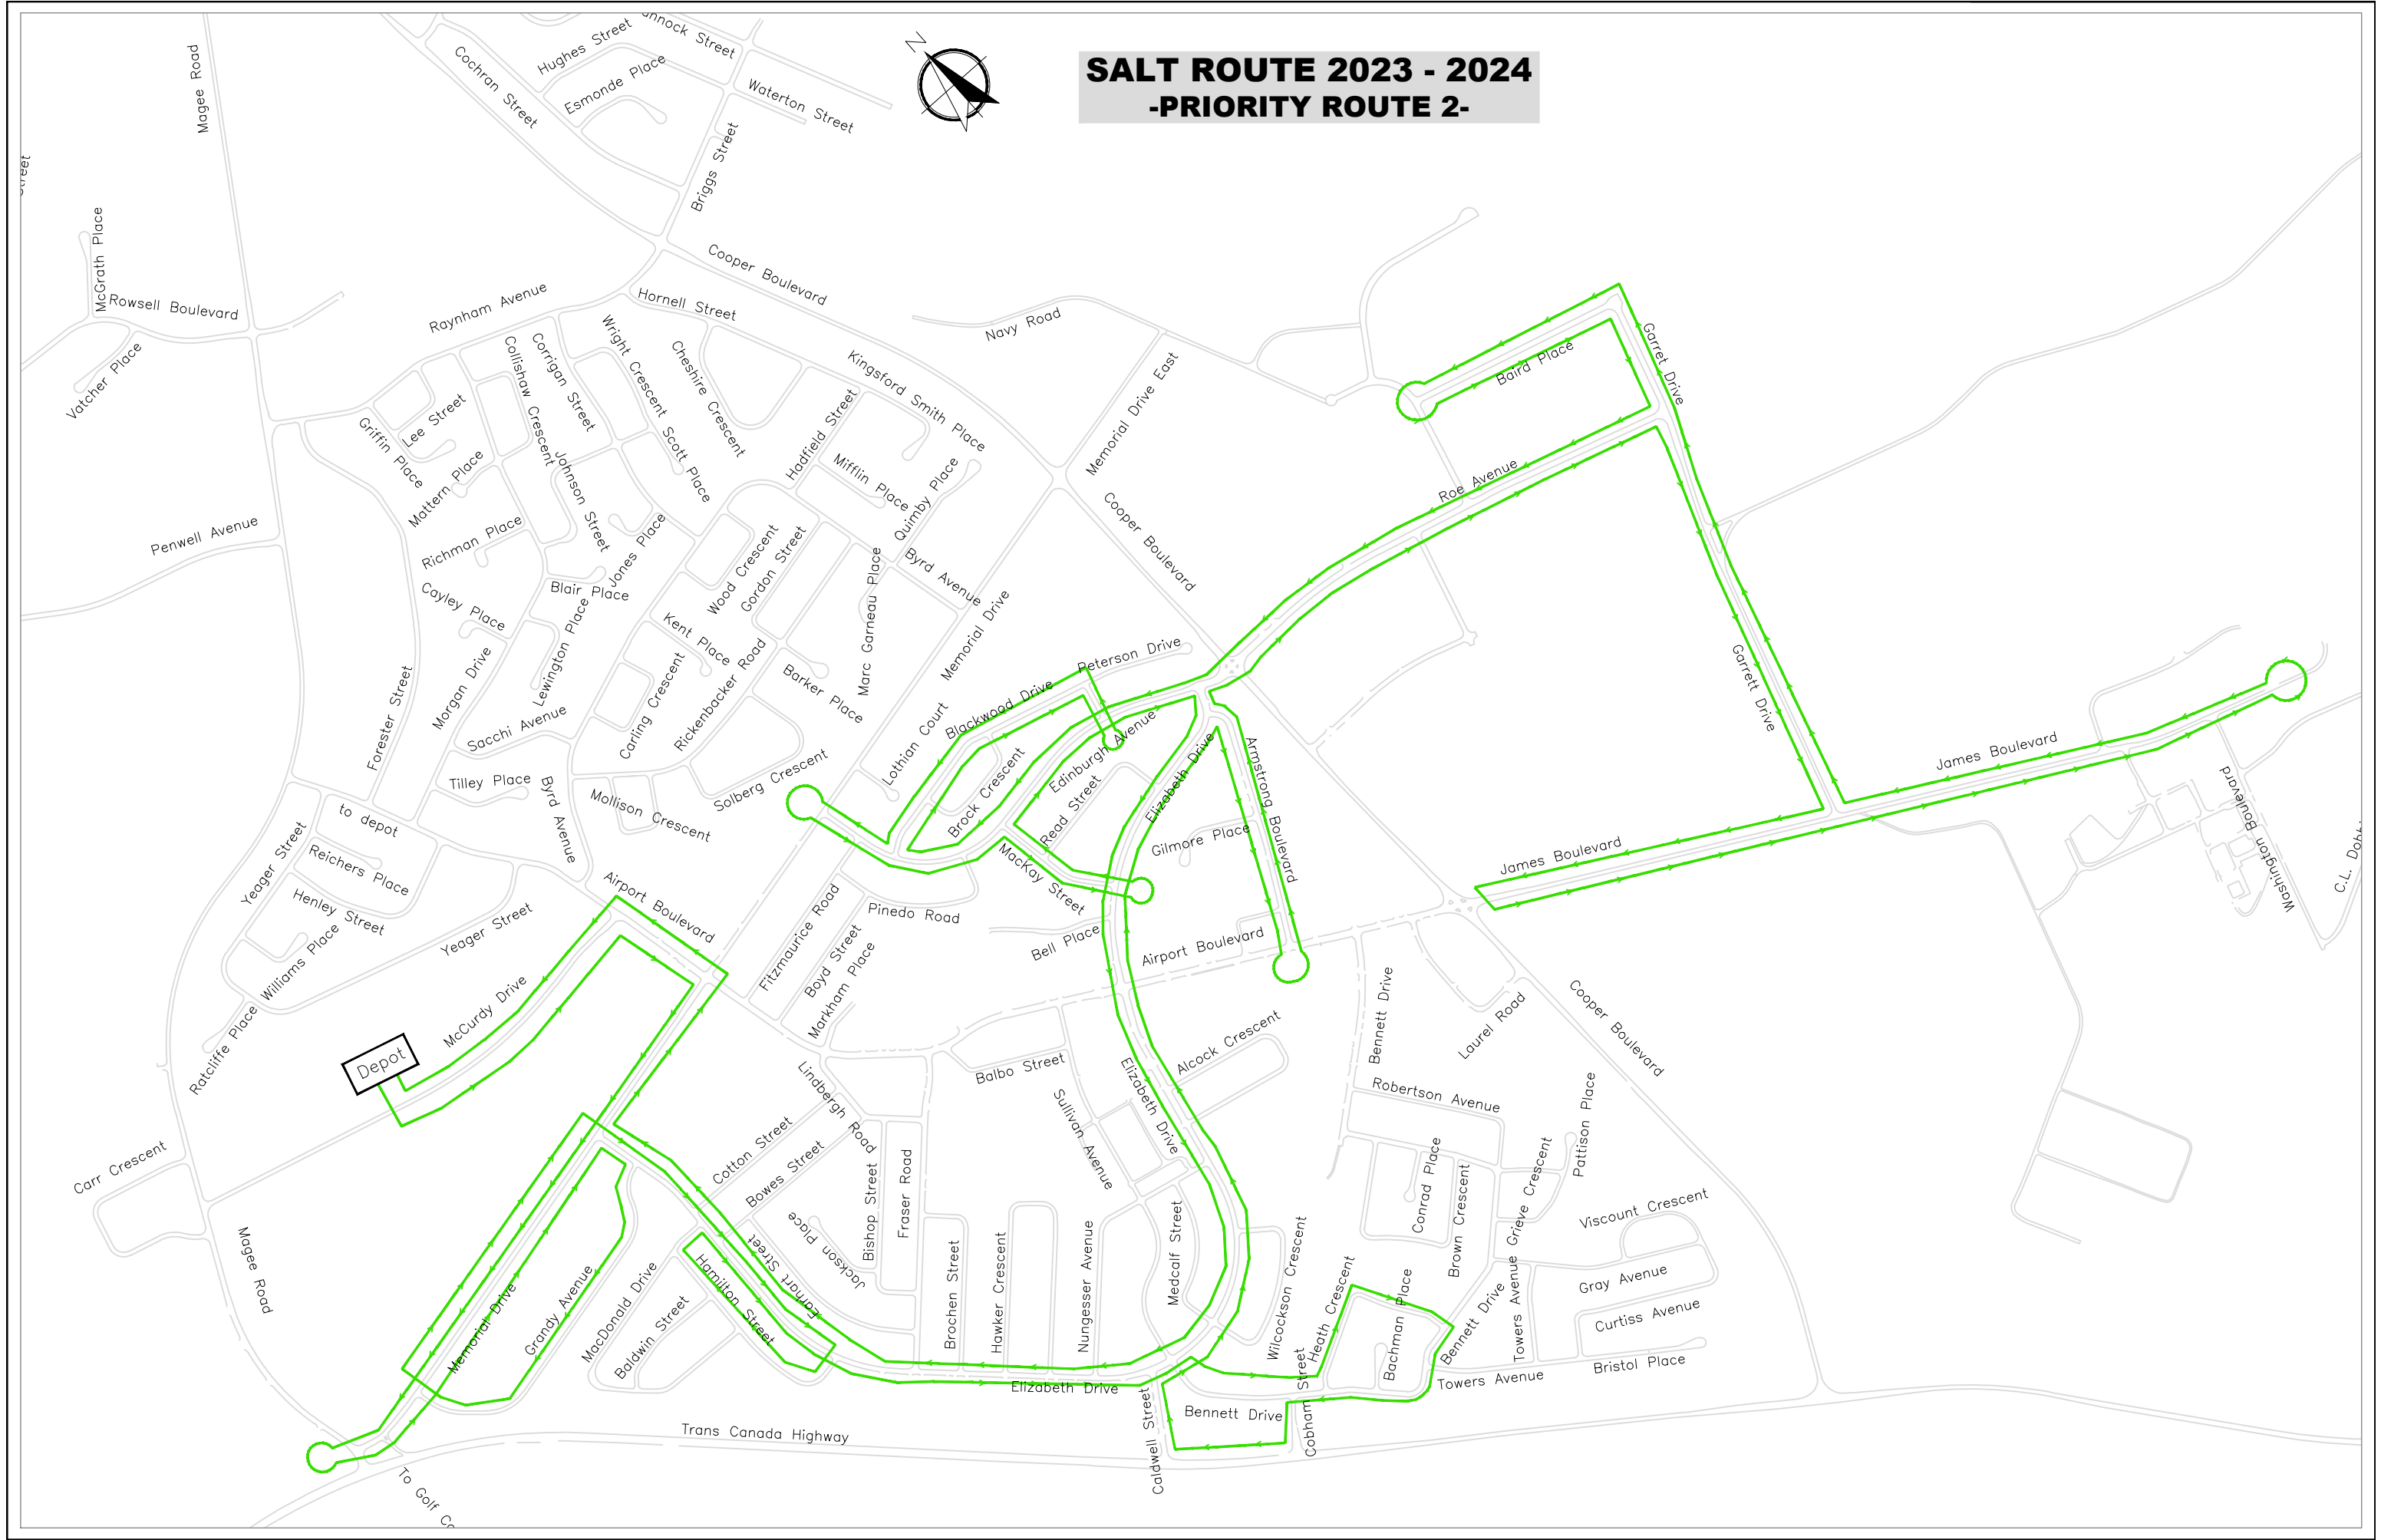 SALT ROUTE 2023 - 2024
-PRIORITY ROUTE 2-
N
Magee Road
Cochran Street
Hughes Street
Esmonde Place
Waterton Street
Briggs Street
McGrath Place
Rowsell Boulevard
Vatcher Place
Raynham Avenue
Hornell Street
Cooper Boulevard
Navy Road
Kingsford Smith Place
Memorial Drive East
Garret Drive
Baird Place
Roe Avenue
Collishaw Crescent
Corrigan Street
Wright Crescent
Scott Place
Cheshire Crescent
Hadfield Street
Mifflin Place
Quimby Place
Lee Street
Griffin Place
Mattern Place
Johnson Street
Richman Place
Penwell Avenue
Cooper Boulevard
Jones Place
Blair Place
Cayley Place
Lewington Place
Wood Crescent
Gordon Street
Marc Garneau Place
Byrd Avenue
Memorial Drive
Kent Place
Rickenbacker Road
Barker Place
Carling Crescent
Forester Street
Morgan Drive
Sacchi Avenue
Tilley Place
Byrd Avenue
Mollison Crescent
Solberg Crescent
Lothian Court
Blackwood Drive
Peterson Drive
Edinburgh Avenue
Brock Crescent
Read Street
MacKay Street
Elizabeth Drive
Gilmore Place
Armstrong Boulevard
Garrett Drive
James Boulevard
James Boulevard
Washington Boulevard
to depot
Yeager Street
Reichers Place
Henley Street
Williams Place
Yeager Street
Ratcliffe Place
Airport Boulevard
McCurdy Drive
Depot
Fitzmaurice Road
Boyd Street
Markham Place
Pinedo Road
Bell Place
Airport Boulevard
Balbo Street
Sullivan Avenue
Elizabeth Drive
Alcock Crescent
Bennett Drive
Laurel Road
Cooper Boulevard
Robertson Avenue
Pattison Place
Conrad Place
Brown Crescent
Grieve Crescent
Towers Avenue
Viscount Crescent
Gray Avenue
Curtiss Avenue
Bristol Place
Towers Avenue
Bennett Drive
Bachman Place
Heath Crescent
Wilcockson Crescent
Cobham Street
Bennett Drive
Caldwell Street
Medcalf Street
Nungesser Avenue
Hawker Crescent
Brochen Street
Elizabeth Drive
Lindbergh Road
Cotton Street
Bowes Street
Bishop Street
Fraser Road
Jackson Place
Earhart Street
Hamilton Street
MacDonald Drive
Baldwin Street
Grandy Avenue
Memorial Drive
Carr Crescent
Magee Road
Trans Canada Highway